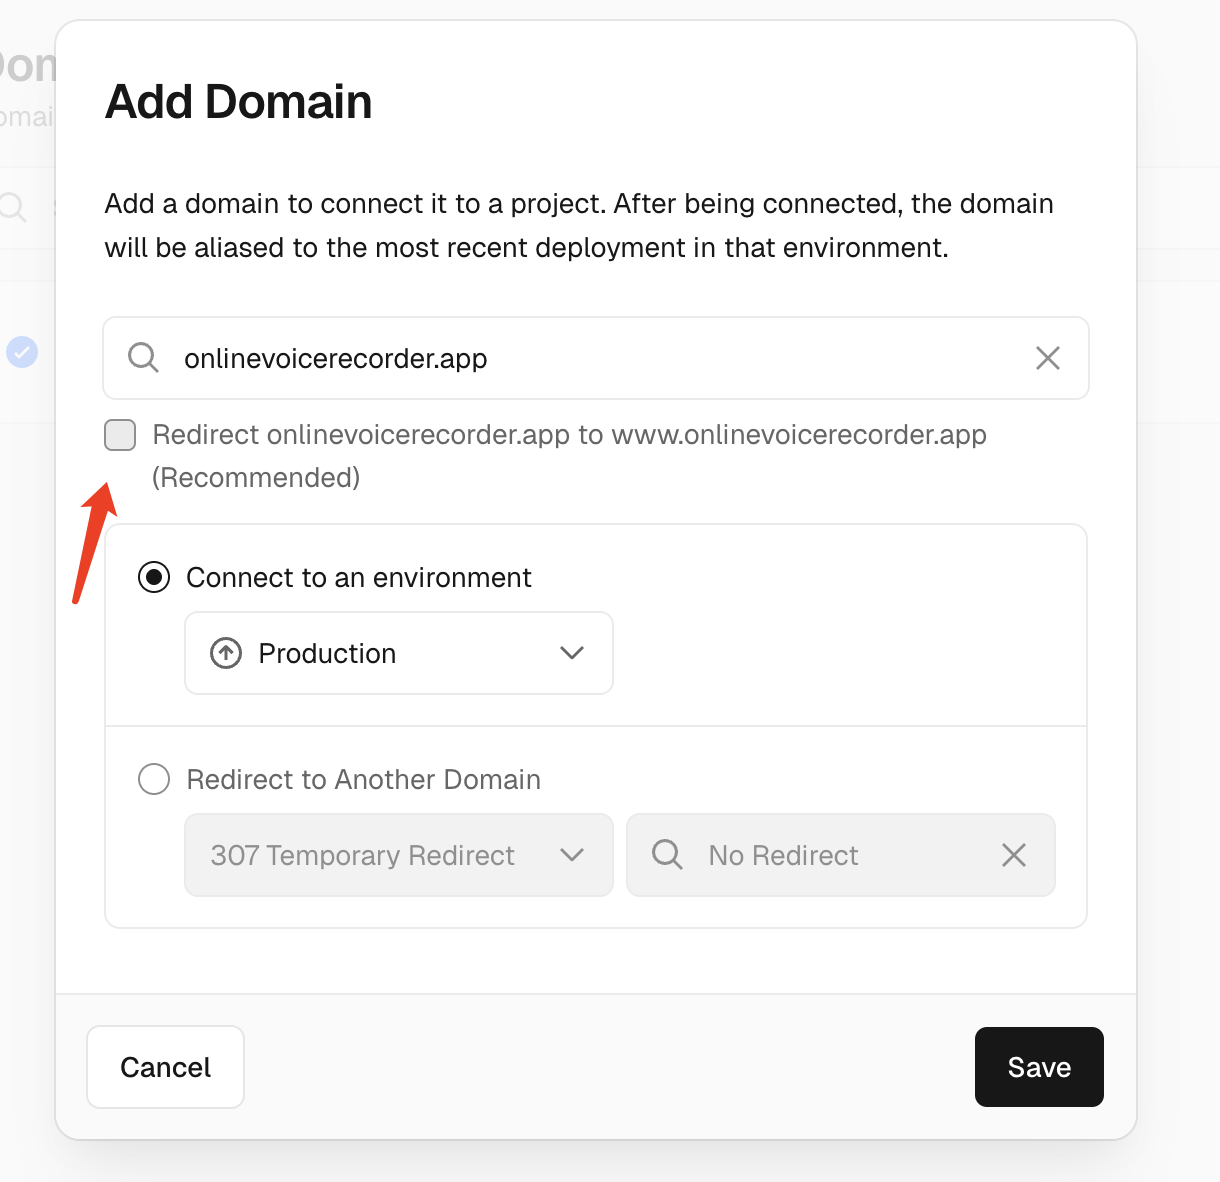 Add Domain
Add a domain to connect it to a project. After being connected, the domain
will be aliased to the most recent deployment in that environment.
onlinevoicerecorder.app
Redirect onlinevoicerecorder.app to www.onlinevoicerecorder.app
(Recommended)
Connect to an environment
Production
Redirect to Another Domain
307 Temporary Redirect
No Redirect
Cancel
Save